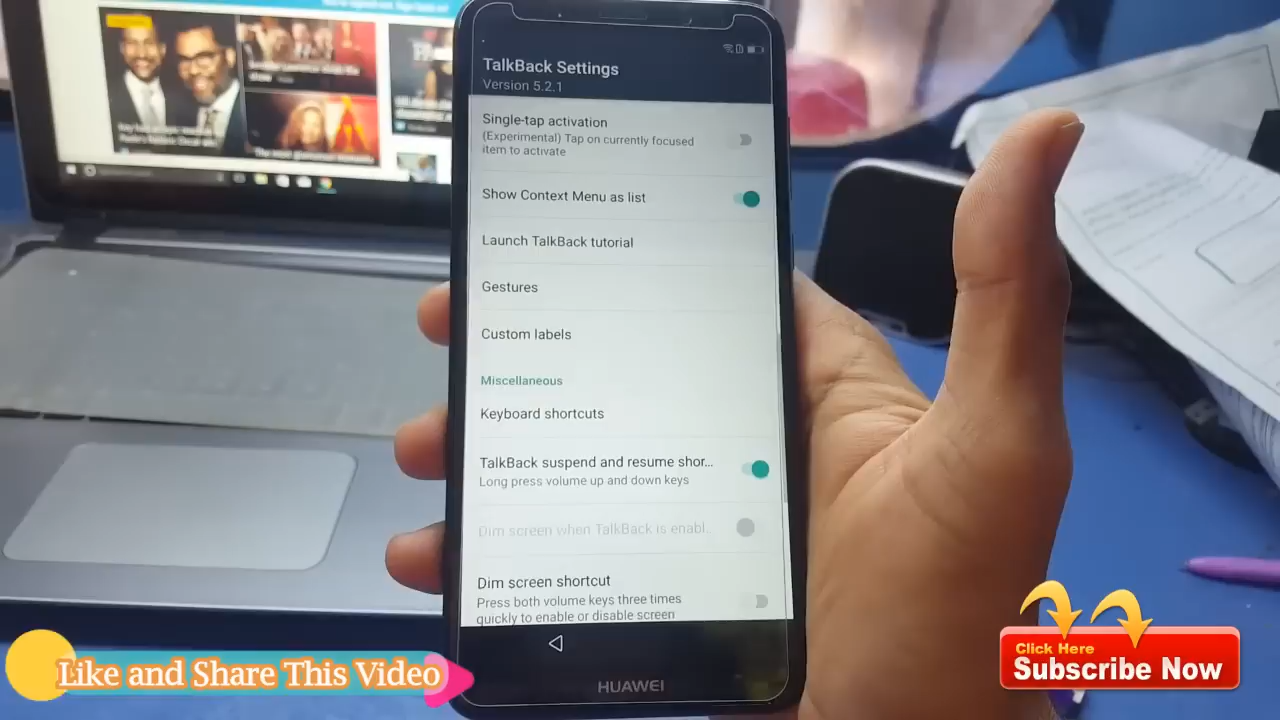 TalkBack Settings
Version 5.2.1
Single-tap activation
(Experimental) Tap on currently focused
item to activate
Show Context Menu as list
Launch TalkBack tutorial
Gestures
Custom labels
Miscellaneous
Keyboard shortcuts
TalkBack suspend and resume shor...
Long press volume up and down keys
Dim screen when TalkBack is enabl..
Dim screen shortcut
Press both volume keys three times
quickly to enable or disable screen
HUAWEI
Like and Share This Video
Click Here
Subscribe Now